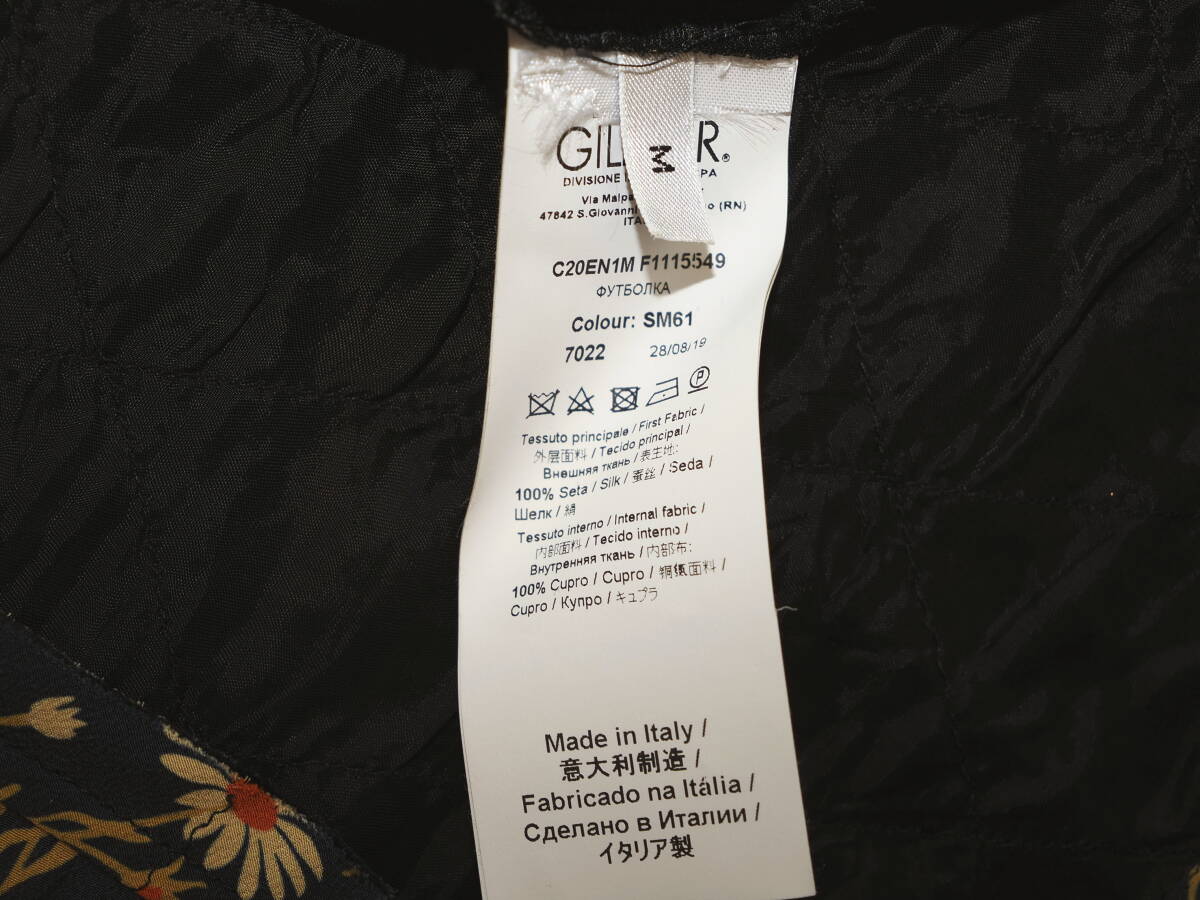 M
GIL R®
DIVISIONE PA
Via Malpa
47842 S.Giovanni o (RN)
ITA
C20EN1M F1115549
ФУТБОЛКА
Colour: SM61
7022 28/08/19
P
Tessuto principale / First Fabric /
外层面料 / Tecido principal /
Внешняя ткань / 表生地:
100% Seta / Silk / 蚕丝 / Seda /
Шелк / 絹
Tessuto interno / Internal fabric /
内部面料 / Tecido interno /
Внутренняя ткань / 内部布:
100% Cupro / Cupro / 铜氨面料 /
Cupro / Купро / キュプラ
Made in Italy /
意大利制造 /
Fabricado na Itália /
Сделано в Италии /
イタリア製